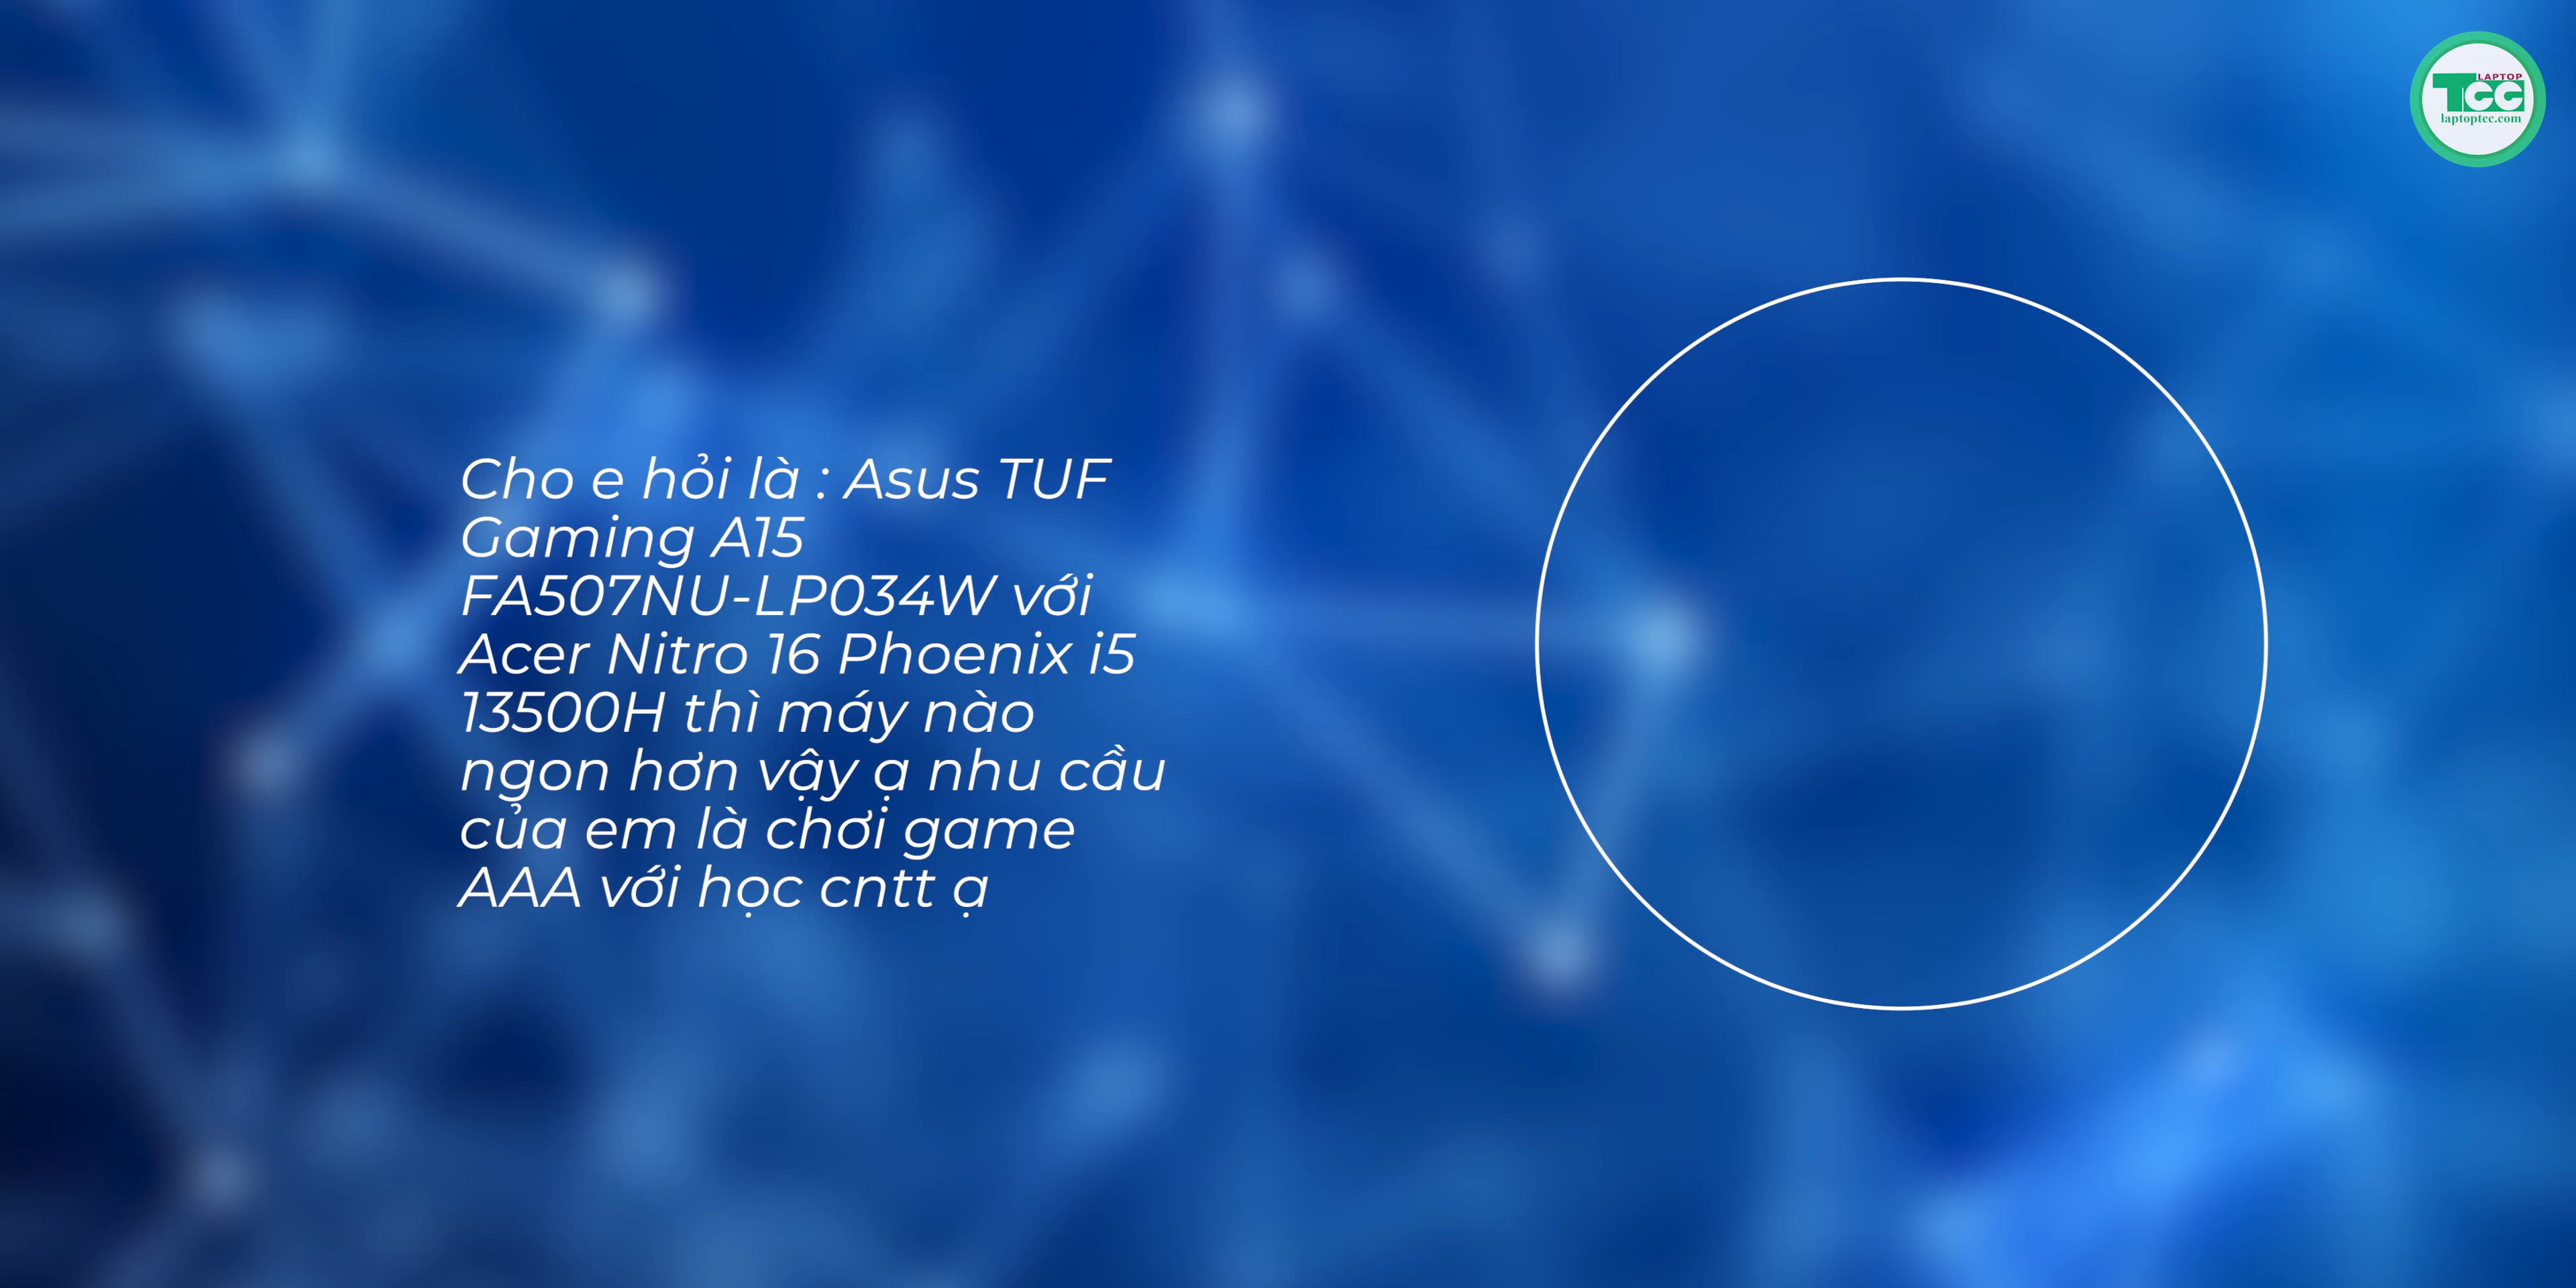 LAPTOP
TCC
laptoptcc.com
Cho e hỏi là : Asus TUF
Gaming A15
FA507NU-LP034W với
Acer Nitro 16 Phoenix i5
13500H thì máy nào
ngon hơn vậy ạ nhu cầu
của em là chơi game
AAA với học cntt ạ